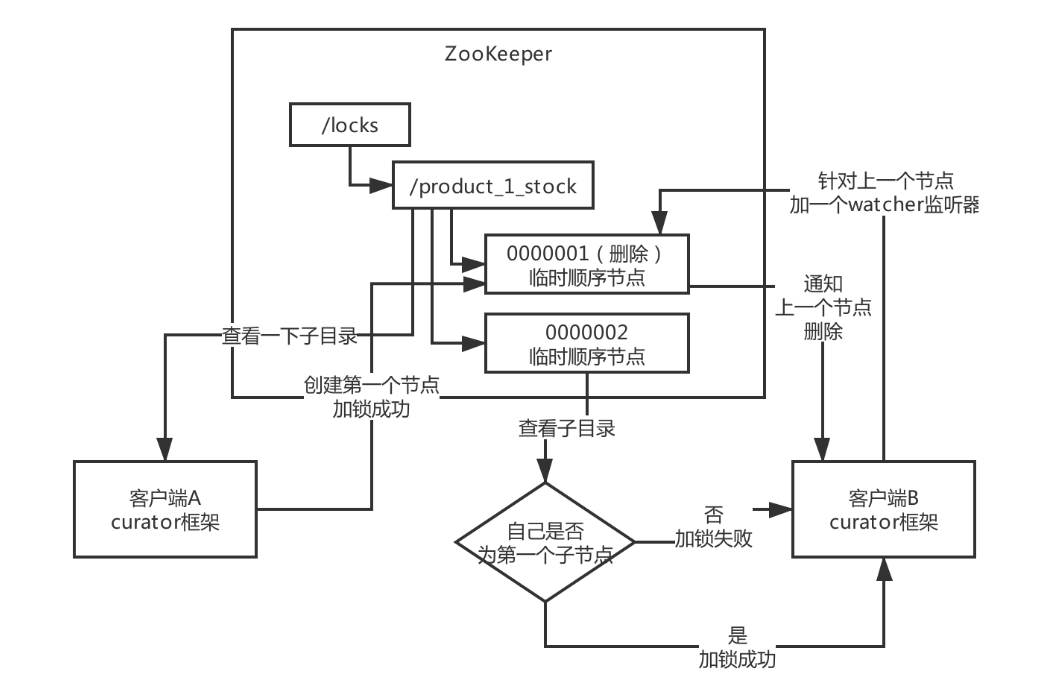 ZooKeeper
/locks
/product_1_stock
针对上一个节点
加一个watcher监听器
0000001（删除）
临时顺序节点
通知
上一个节点
删除
0000002
临时顺序节点
查看一下子目录
创建第一个节点
加锁成功
查看子目录
客户端A
curator框架
自己是否
为第一个子节点
否
加锁失败
客户端B
curator框架
是
加锁成功